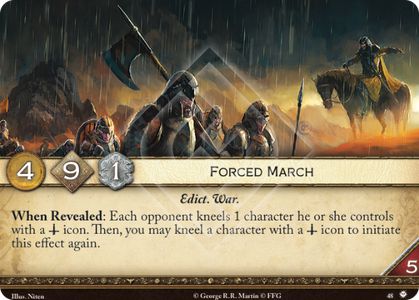 4 9 1 Forced March
Edict. War.
When Revealed: Each opponent kneels 1 character he or she controls
with a icon. Then, you may kneel a character with a icon to initiate
this effect again.
5
Illus. Niten © George R.R. Martin © FFG 48